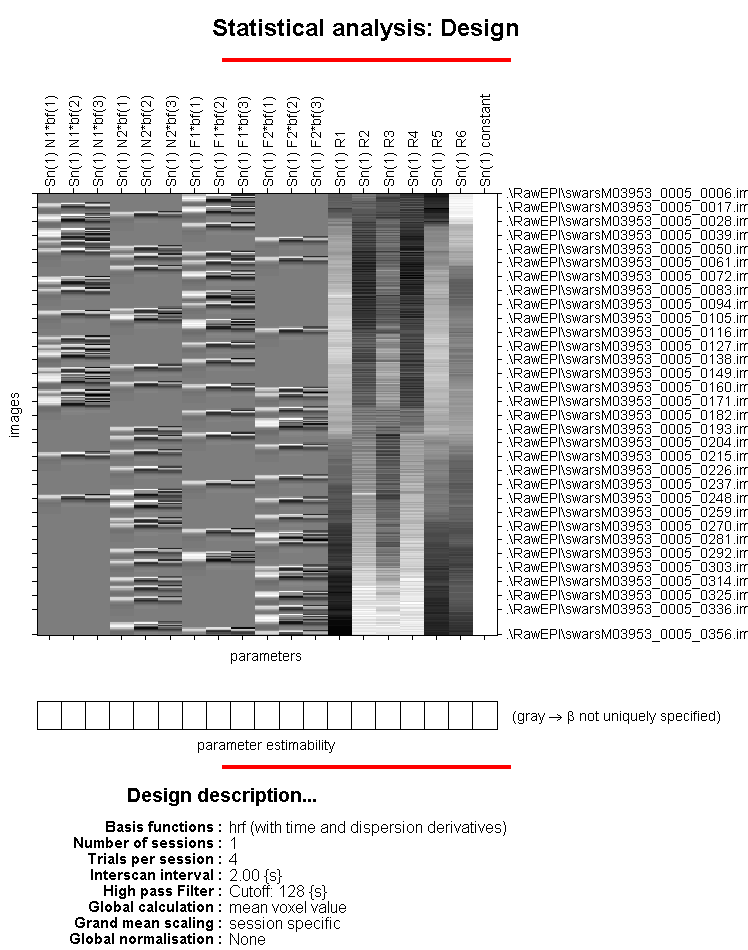 Statistical analysis: Design
Sn(1) N1*bf(1)
Sn(1) N1*bf(2)
Sn(1) N1*bf(3)
Sn(1) N2*bf(1)
Sn(1) N2*bf(2)
Sn(1) N2*bf(3)
Sn(1) F1*bf(1)
Sn(1) F1*bf(2)
Sn(1) F1*bf(3)
Sn(1) F2*bf(1)
Sn(1) F2*bf(2)
Sn(1) F2*bf(3)
Sn(1) R1
Sn(1) R2
Sn(1) R3
Sn(1) R4
Sn(1) R5
Sn(1) R6
Sn(1) constant
.\RawEPI\swarsM03953_0005_0006.im
.\RawEPI\swarsM03953_0005_0017.im
.\RawEPI\swarsM03953_0005_0028.im
.\RawEPI\swarsM03953_0005_0039.im
.\RawEPI\swarsM03953_0005_0050.im
.\RawEPI\swarsM03953_0005_0061.im
.\RawEPI\swarsM03953_0005_0072.im
.\RawEPI\swarsM03953_0005_0083.im
.\RawEPI\swarsM03953_0005_0094.im
.\RawEPI\swarsM03953_0005_0105.im
.\RawEPI\swarsM03953_0005_0116.im
.\RawEPI\swarsM03953_0005_0127.im
.\RawEPI\swarsM03953_0005_0138.im
.\RawEPI\swarsM03953_0005_0149.im
.\RawEPI\swarsM03953_0005_0160.im
.\RawEPI\swarsM03953_0005_0171.im
.\RawEPI\swarsM03953_0005_0182.im
.\RawEPI\swarsM03953_0005_0193.im
.\RawEPI\swarsM03953_0005_0204.im
.\RawEPI\swarsM03953_0005_0215.im
.\RawEPI\swarsM03953_0005_0226.im
.\RawEPI\swarsM03953_0005_0237.im
.\RawEPI\swarsM03953_0005_0248.im
.\RawEPI\swarsM03953_0005_0259.im
.\RawEPI\swarsM03953_0005_0270.im
.\RawEPI\swarsM03953_0005_0281.im
.\RawEPI\swarsM03953_0005_0292.im
.\RawEPI\swarsM03953_0005_0303.im
.\RawEPI\swarsM03953_0005_0314.im
.\RawEPI\swarsM03953_0005_0325.im
.\RawEPI\swarsM03953_0005_0336.im
.\RawEPI\swarsM03953_0005_0356.im
images
parameters
(gray → β not uniquely specified)
parameter estimability
Design description...
Basis functions : hrf (with time and dispersion derivatives)
Number of sessions : 1
Trials per session : 4
Interscan interval : 2.00 {s}
High pass Filter : Cutoff: 128 {s}
Global calculation : mean voxel value
Grand mean scaling : session specific
Global normalisation : None